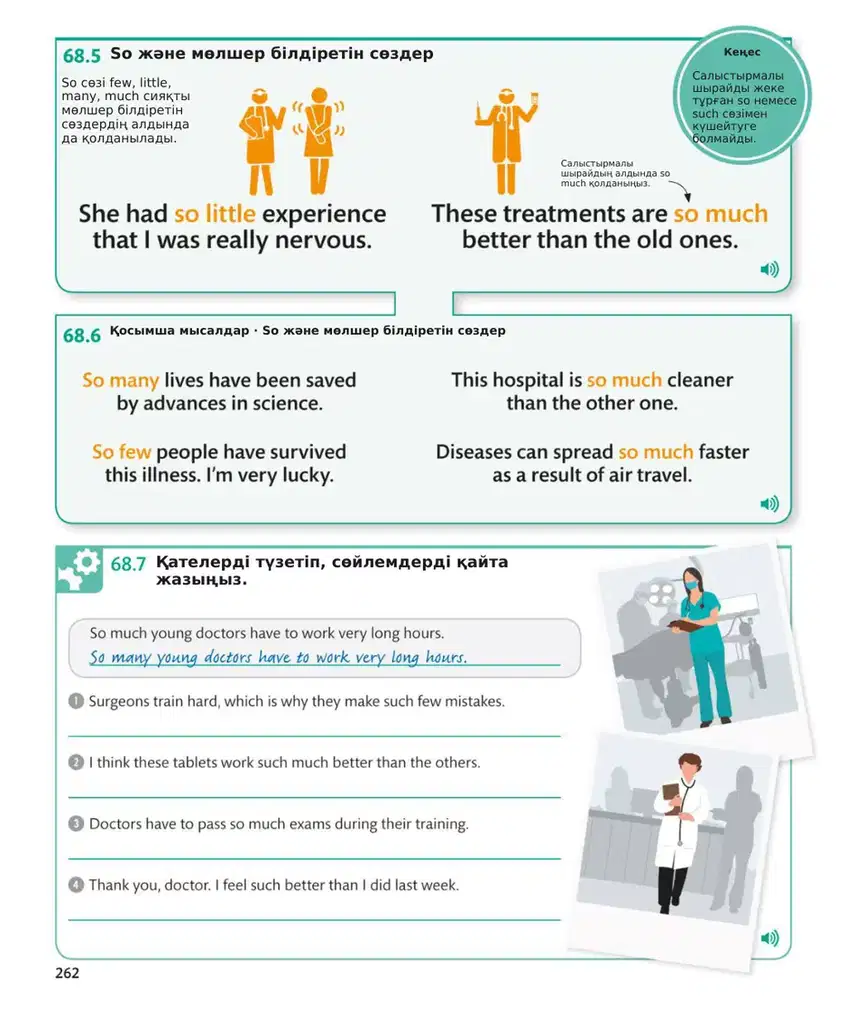 68.5 So және мөлшер білдіретін сөздер
So сөзі few, little,
many, much сияқты
мөлшер білдіретін
сөздердің алдында
да қолданылады.
Кеңес
Салыстырмалы
шырайды жеке
тұрған so немесе
such сөзімен
күшейтуге
болмайды.
She had so little experience
that I was really nervous.
Салыстырмалы
шырайдың алдында so
much қолданыңыз.
These treatments are so much
better than the old ones.
68.6 Қосымша мысалдар · So және мөлшер білдіретін сөздер
So many lives have been saved
by advances in science.
This hospital is so much cleaner
than the other one.
So few people have survived
this illness. I'm very lucky.
Diseases can spread so much faster
as a result of air travel.
68.7 Қателерді түзетіп, сөйлемдерді қайта
жазыңыз.
So much young doctors have to work very long hours.
So many young doctors have to work very long hours.
1 Surgeons train hard, which is why they make such few mistakes.
2 I think these tablets work such much better than the others.
3 Doctors have to pass so much exams during their training.
4 Thank you, doctor. I feel such better than I did last week.
262